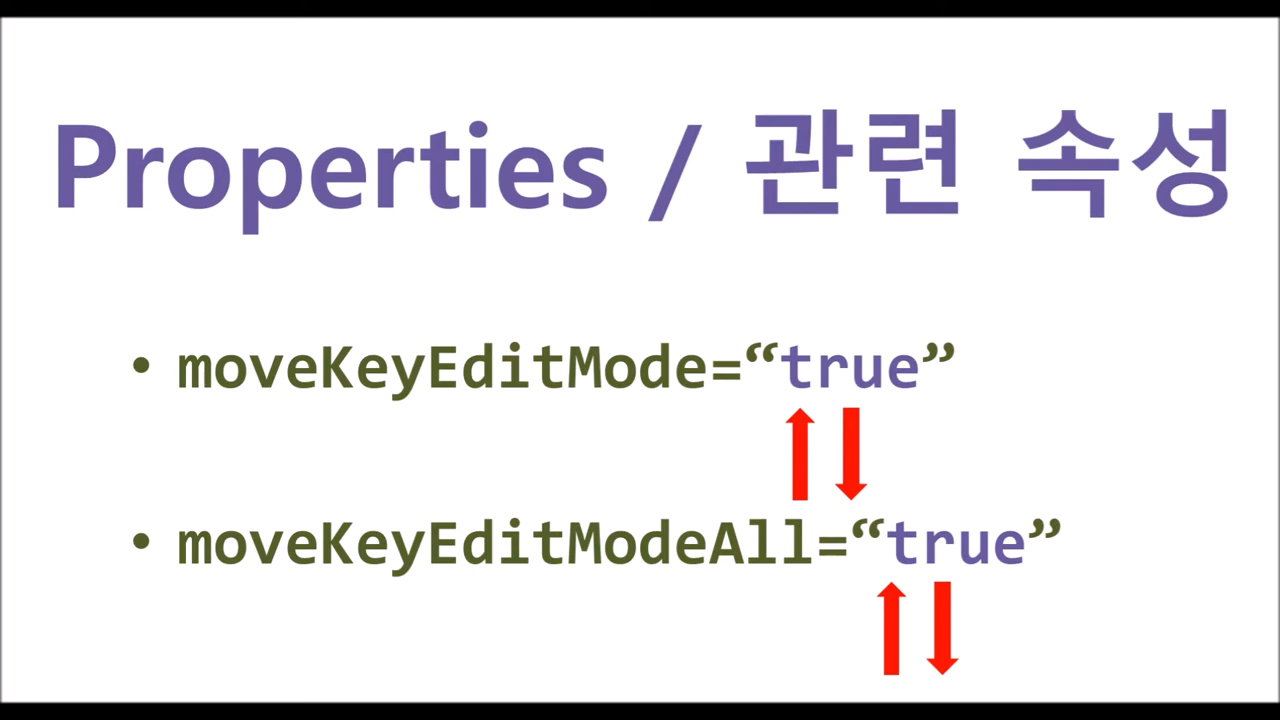 Properties / 관련 속성
• moveKeyEditMode=“true”
• moveKeyEditModeAll=“true”